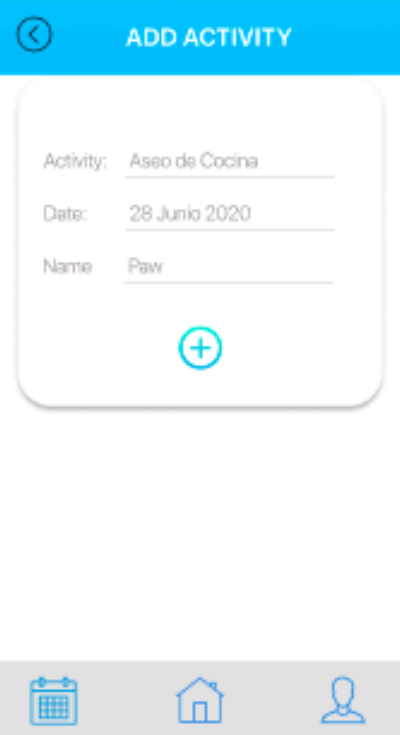 ADD ACTIVITY
Activity: Aseo de Cocina
Date: 28 Junio 2020
Name Paw